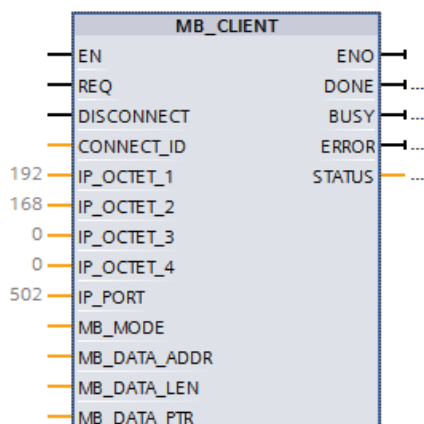 MB_CLIENT
EN ENO
REQ DONE ...
DISCONNECT BUSY ...
CONNECT_ID ERROR ...
192 IP_OCTET_1 STATUS ...
168 IP_OCTET_2
0 IP_OCTET_3
0 IP_OCTET_4
502 IP_PORT
MB_MODE
MB_DATA_ADDR
MB_DATA_LEN
MB_DATA_PTR